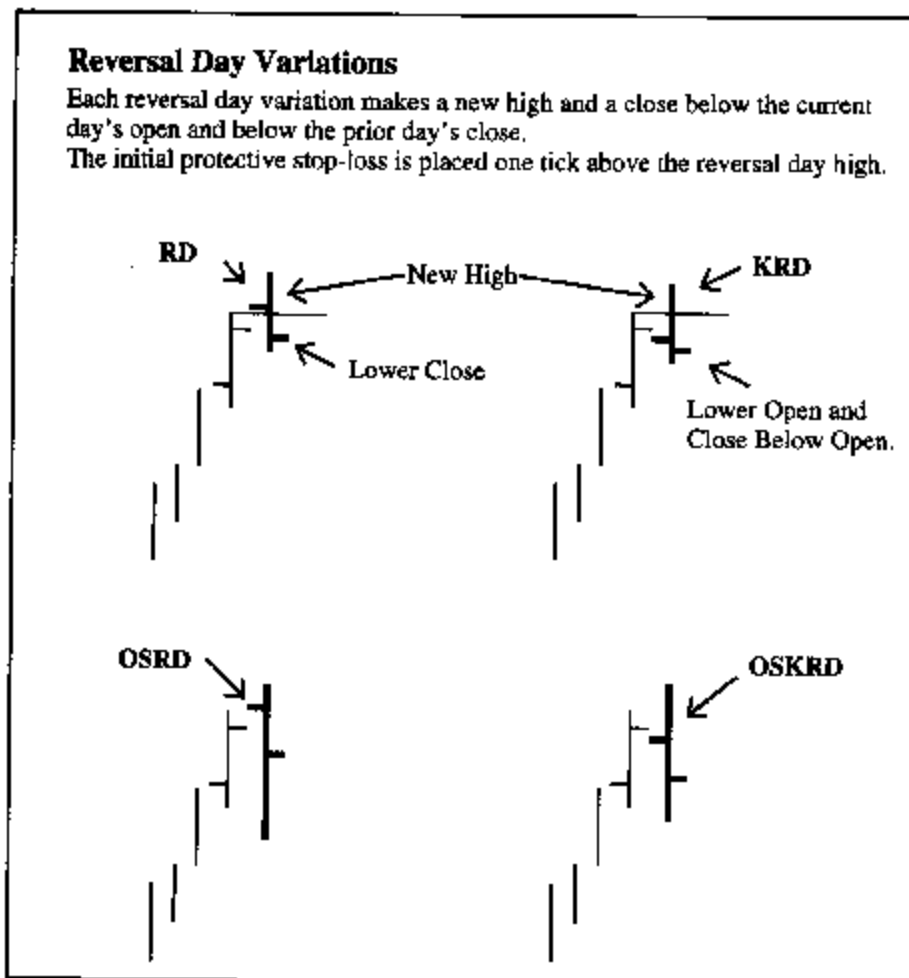 Reversal Day Variations
Each reversal day variation makes a new high and a close below the current
day's open and below the prior day's close.
The initial protective stop-loss is placed one tick above the reversal day high.
RD
New High
KRD
Lower Close
Lower Open and
Close Below Open.
OSRD
OSKRD